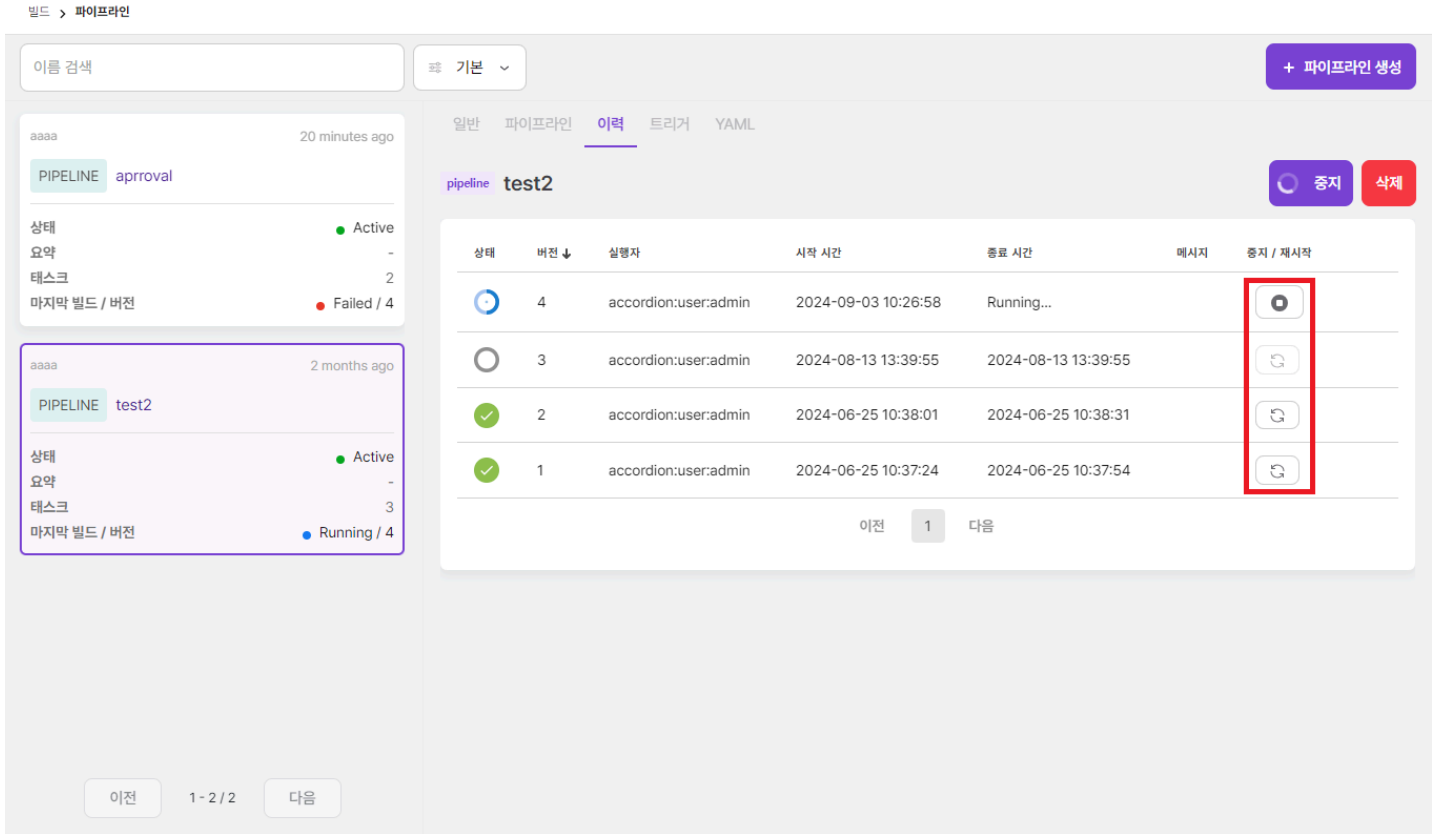 빌드 > 파이프라인
이름 검색
기본
+ 파이프라인 생성
aaaa 20 minutes ago
PIPELINE aprroval
상태 Active
요약 -
태스크 2
마지막 빌드 / 버전 Failed / 4
aaaa 2 months ago
PIPELINE test2
상태 Active
요약 -
태스크 3
마지막 빌드 / 버전 Running / 4
이전 1 - 2 / 2 다음
일반 파이프라인 이력 트리거 YAML
pipeline test2
중지 삭제
상태 버전 ↓ 실행자 시작 시간 종료 시간 메시지 중지 / 재시작
4 accordion:user:admin 2024-09-03 10:26:58 Running...
3 accordion:user:admin 2024-08-13 13:39:55 2024-08-13 13:39:55
2 accordion:user:admin 2024-06-25 10:38:01 2024-06-25 10:38:31
1 accordion:user:admin 2024-06-25 10:37:24 2024-06-25 10:37:54
이전 1 다음